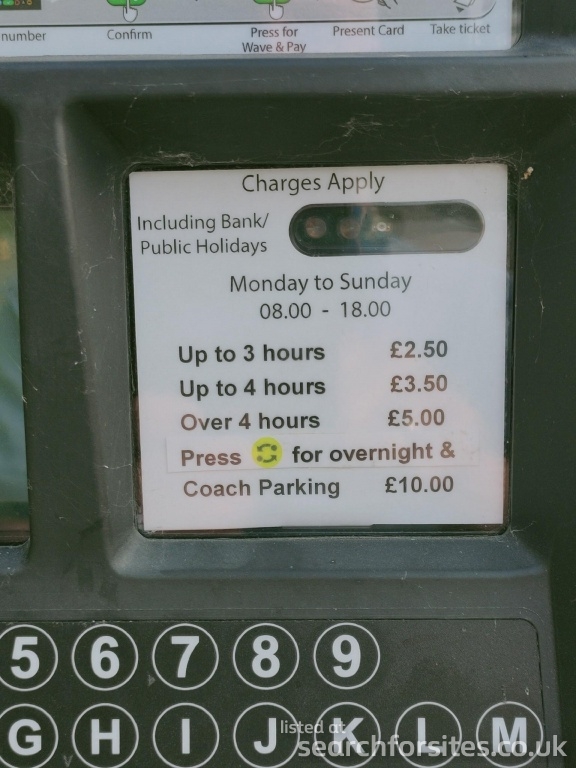 number Confirm Press for Wave & Pay Present Card Take ticket
Charges Apply
Including Bank/
Public Holidays
Monday to Sunday
08.00 - 18.00
Up to 3 hours £2.50
Up to 4 hours £3.50
Over 4 hours £5.00
Press for overnight &
Coach Parking £10.00
5 6 7 8 9
G H I J K L M
listed at
searchforsites.co.uk